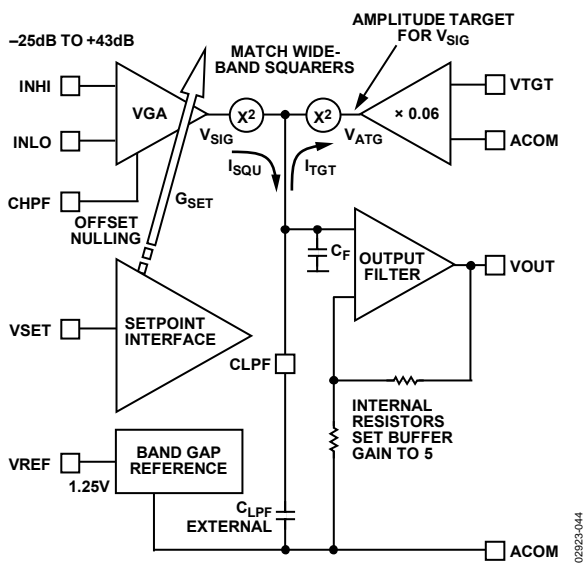 –25dB TO +43dB
AMPLITUDE TARGET
FOR VSIG
MATCH WIDE-
BAND SQUARERS
INHI
VGA
X2
X2
× 0.06
VTGT
INLO
VSIG
VATG
ACOM
ISQU
ITGT
CHPF
GSET
OFFSET
NULLING
CF
OUTPUT
FILTER
VOUT
VSET
SETPOINT
INTERFACE
CLPF
INTERNAL
RESISTORS
SET BUFFER
GAIN TO 5
VREF
BAND GAP
REFERENCE
1.25V
CLPF
EXTERNAL
ACOM
02923-044